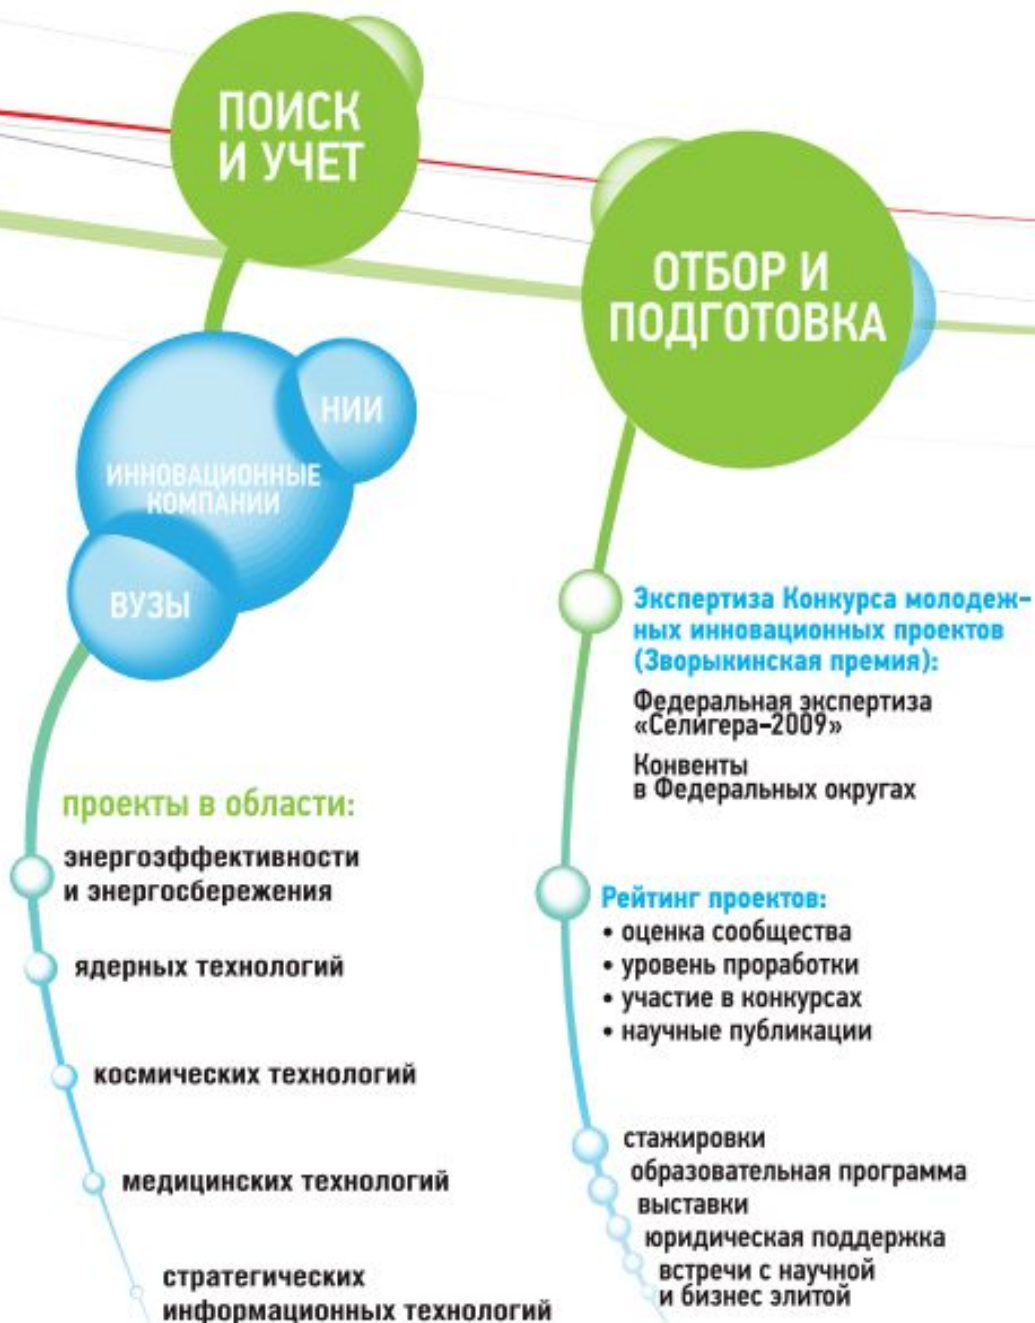 ПОИСК
И УЧЕТ
НИИ
ИННОВАЦИОННЫЕ
КОМПАНИИ
ВУЗЫ
проекты в области:
энергоэффективности
и энергосбережения
ядерных технологий
космических технологий
медицинских технологий
стратегических
информационных технологий
ОТБОР И
ПОДГОТОВКА
Экспертиза Конкурса молодеж-
ных инновационных проектов
(Зворыкинская премия):
Федеральная экспертиза
«Селигера-2009»
Конвенты
в Федеральных округах
Рейтинг проектов:
• оценка сообщества
• уровень проработки
• участие в конкурсах
• научные публикации
стажировки
образовательная программа
выставки
юридическая поддержка
встречи с научной
и бизнес элитой